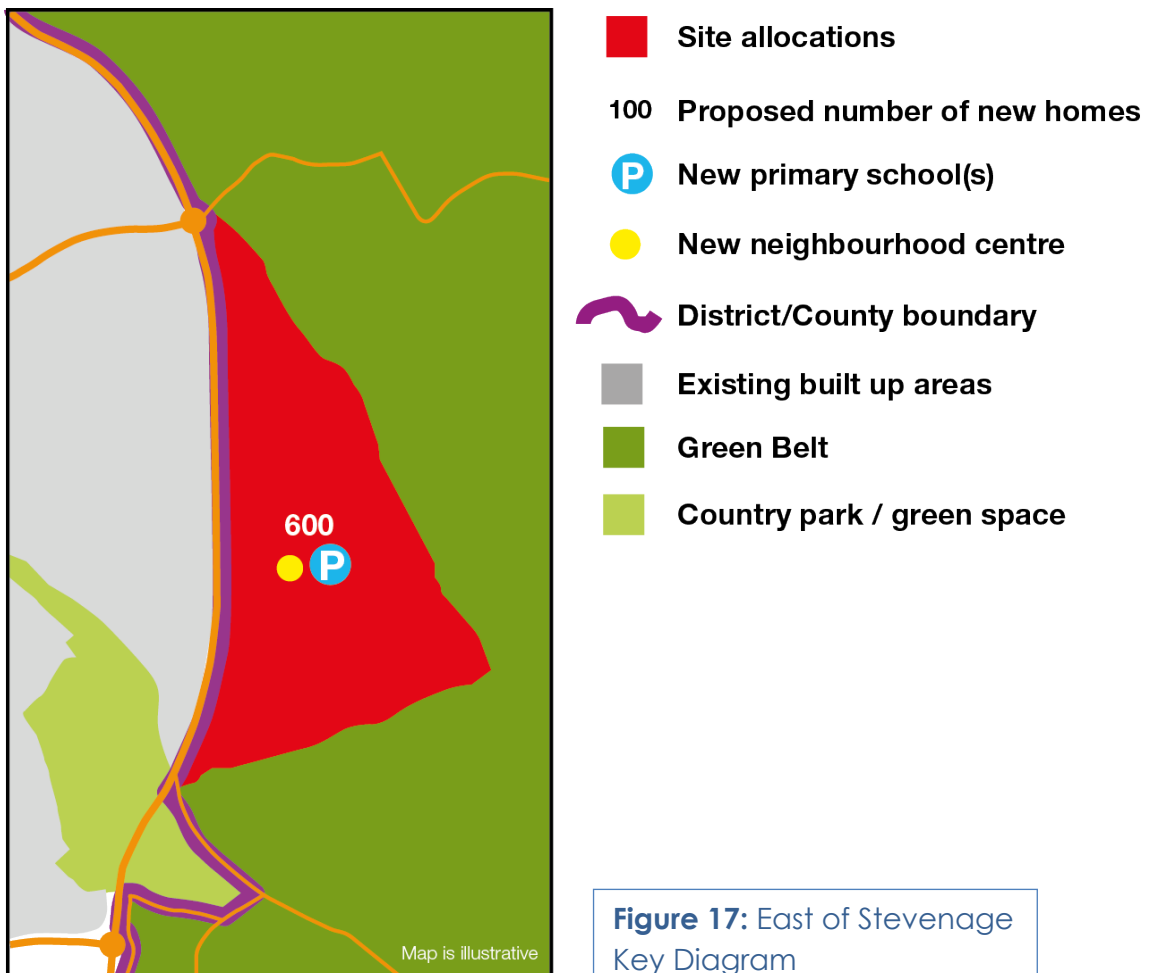 600
P
Map is illustrative
Site allocations
100 Proposed number of new homes
P New primary school(s)
New neighbourhood centre
District/County boundary
Existing built up areas
Green Belt
Country park / green space
Figure 17: East of Stevenage
Key Diagram